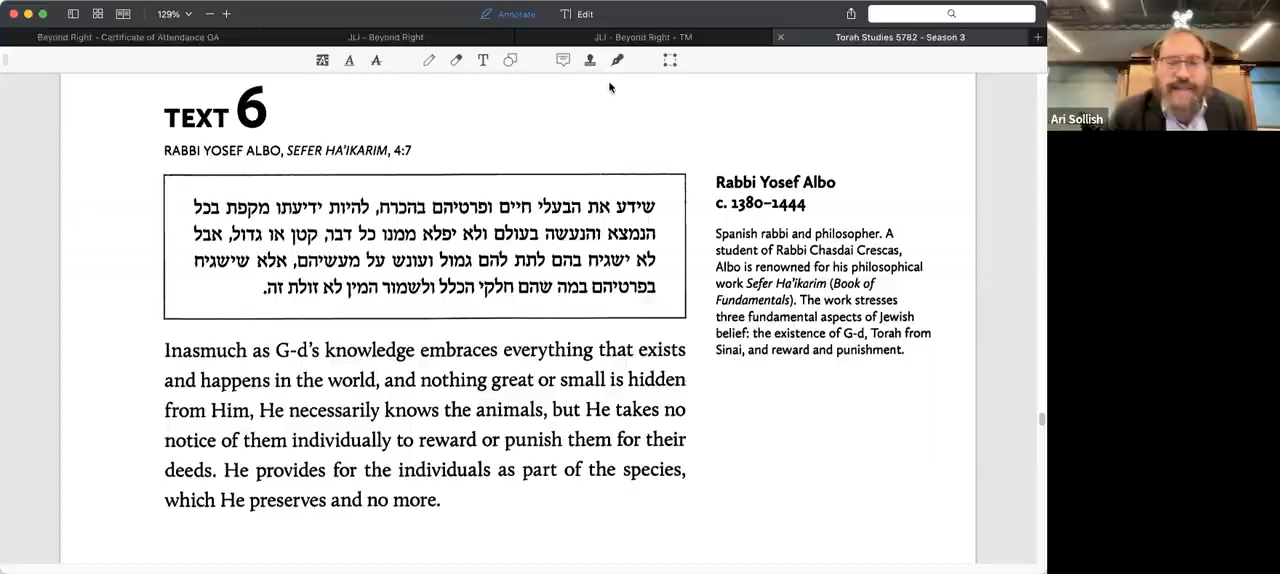 129%
Annotate
Edit
Beyond Right - Certificate of Attendance GA
JLI - Beyond Right
JLI - Beyond Right - TM
Torah Studies 5782 - Season 3
Ari Sollish
TEXT 6
RABBI YOSEF ALBO, SEFER HA'IKARIM, 4:7
שידע את הבעלי חיים ופרטיהם בהכרח, להיות ידיעתו מקפת בכל
הנמצא והנעשה בעולם ולא יפלא ממנו כל דבר, קטן או גדול, אבל
לא ישגיח בהם לתת להם גמול ועונש על מעשיהם, אלא שישגיח
בפרטיהם במה שהם חלקי הכלל ולשמור המין לא זולת זה.
Inasmuch as G-d's knowledge embraces everything that exists
and happens in the world, and nothing great or small is hidden
from Him, He necessarily knows the animals, but He takes no
notice of them individually to reward or punish them for their
deeds. He provides for the individuals as part of the species,
which He preserves and no more.
Rabbi Yosef Albo
c. 1380–1444
Spanish rabbi and philosopher. A
student of Rabbi Chasdai Crescas,
Albo is renowned for his philosophical
work Sefer Ha'ikarim (Book of
Fundamentals). The work stresses
three fundamental aspects of Jewish
belief: the existence of G-d, Torah from
Sinai, and reward and punishment.